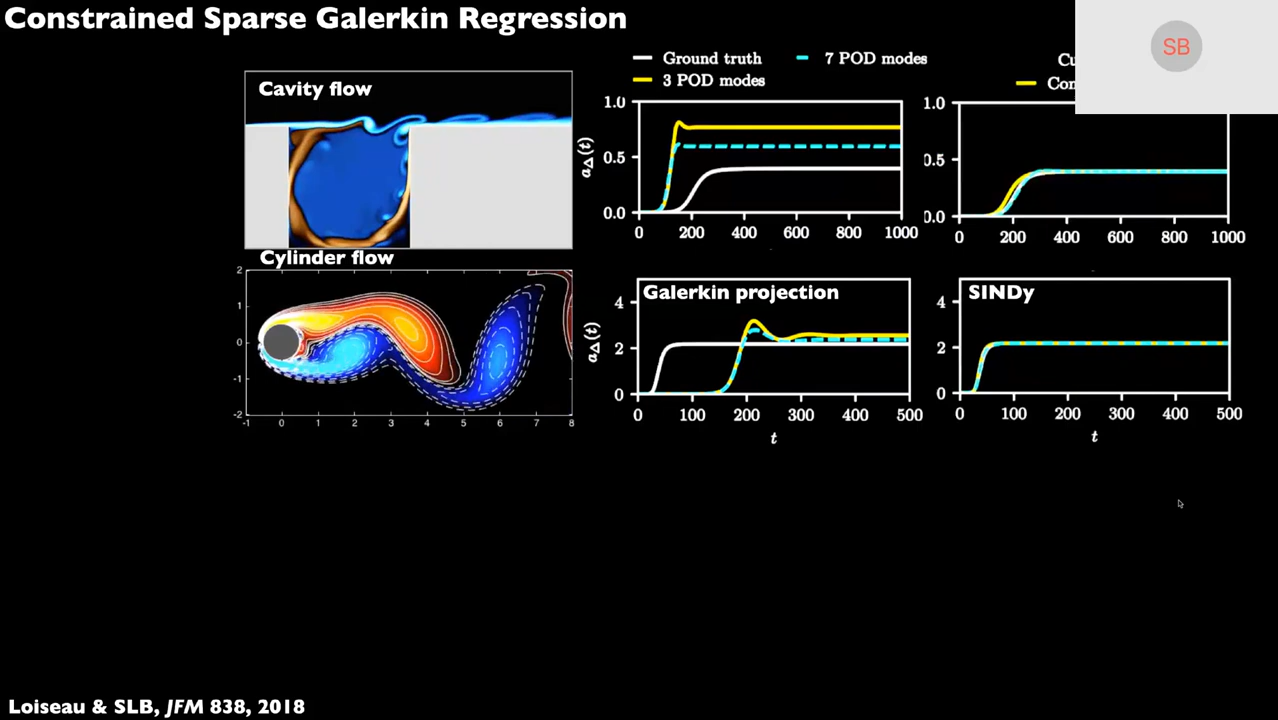 Constrained Sparse Galerkin Regression
SB
Cavity flow
Ground truth
7 POD modes
3 POD modes
1.0
0.5
0.0
aΔ(t)
0 200 400 600 800 1000
1.0
0.5
0.0
0 200 400 600 800 1000
Cylinder flow
2
1
0
-1
-2
-1 0 1 2 3 4 5 6 7 8
Galerkin projection
4
2
0
aΔ(t)
0 100 200 300 400 500
t
SINDy
4
2
0
0 100 200 300 400 500
t
Loiseau & SLB, JFM 838, 2018